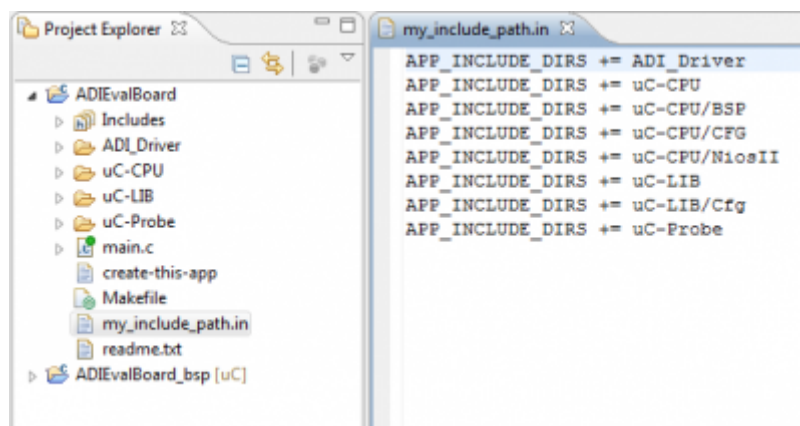 Project Explorer
ADIEvalBoard
Includes
ADI_Driver
uC-CPU
uC-LIB
uC-Probe
main.c
create-this-app
Makefile
my_include_path.in
readme.txt
ADIEvalBoard_bsp [uC]
my_include_path.in
APP_INCLUDE_DIRS += ADI_Driver
APP_INCLUDE_DIRS += uC-CPU
APP_INCLUDE_DIRS += uC-CPU/BSP
APP_INCLUDE_DIRS += uC-CPU/CFG
APP_INCLUDE_DIRS += uC-CPU/NiosII
APP_INCLUDE_DIRS += uC-LIB
APP_INCLUDE_DIRS += uC-LIB/Cfg
APP_INCLUDE_DIRS += uC-Probe